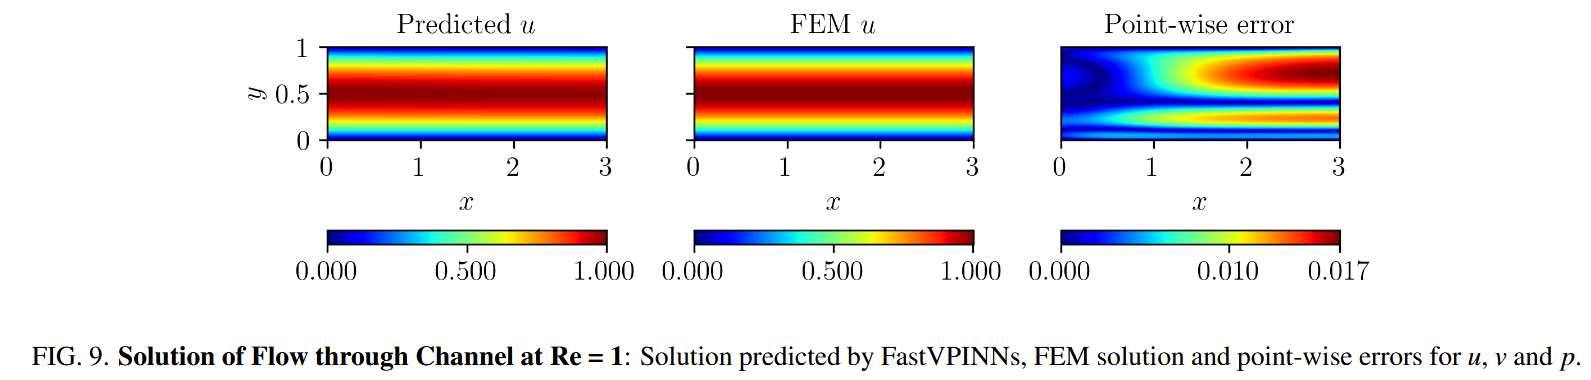 Predicted u FEM u Point-wise error
1
y 0.5
0
0 1 2 3 0 1 2 3 0 1 2 3
x x x
0.000 0.500 1.000 0.000 0.500 1.000 0.000 0.010 0.017
FIG. 9. Solution of Flow through Channel at Re = 1: Solution predicted by FastVPINNs, FEM solution and point-wise errors for u, v and p.